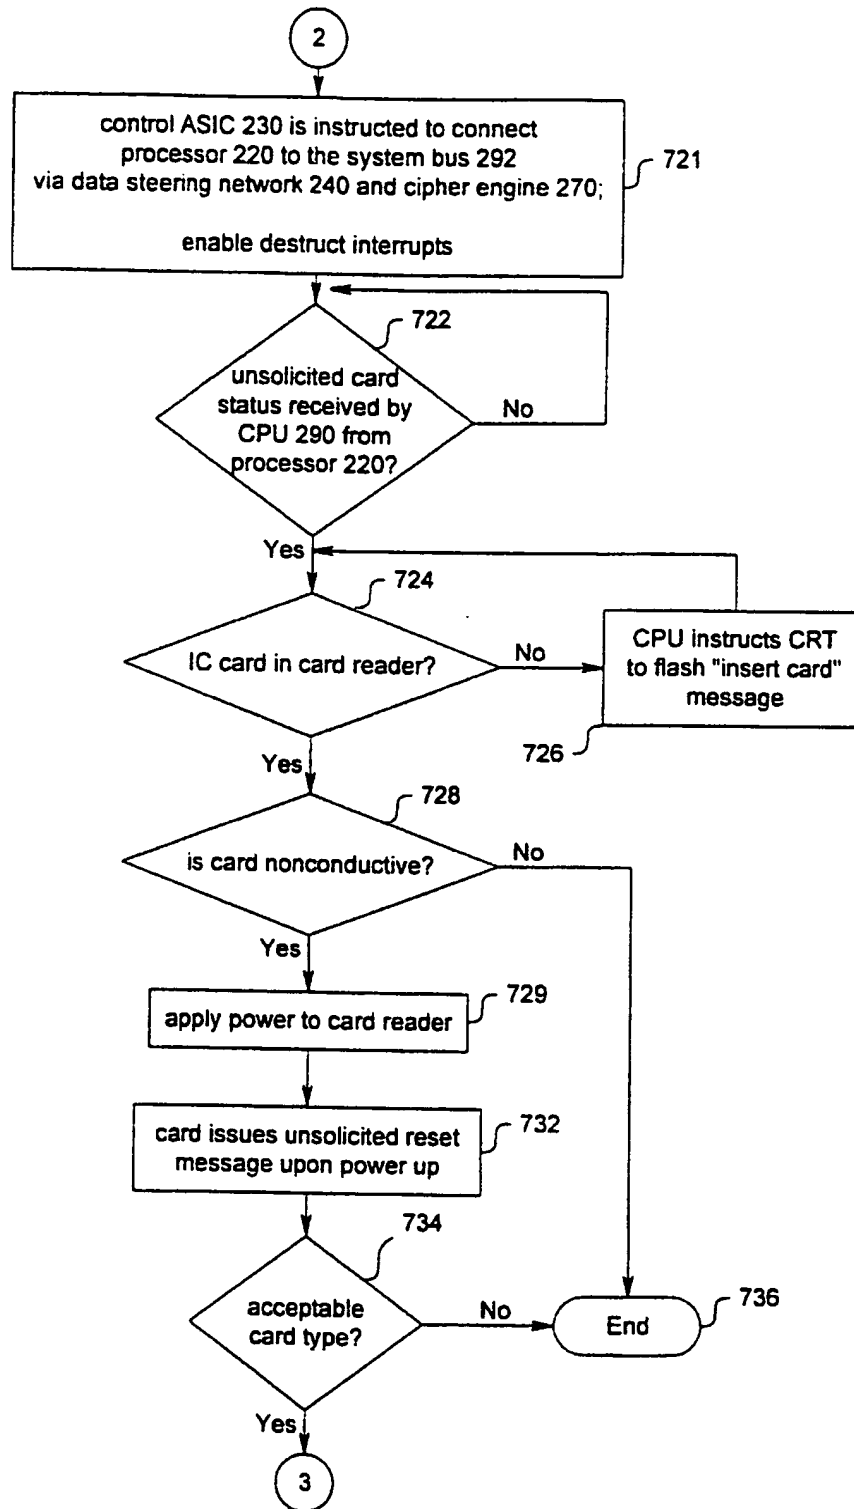 2
control ASIC 230 is instructed to connect
processor 220 to the system bus 292
via data steering network 240 and cipher engine 270;
enable destruct interrupts
721
722
unsolicited card
status received by
CPU 290 from
processor 220?
No
Yes
724
IC card in card reader?
No
CPU instructs CRT
to flash "insert card"
message
726
Yes
728
is card nonconductive?
No
Yes
729
apply power to card reader
732
card issues unsolicited reset
message upon power up
734
acceptable
card type?
No
End
736
Yes
3